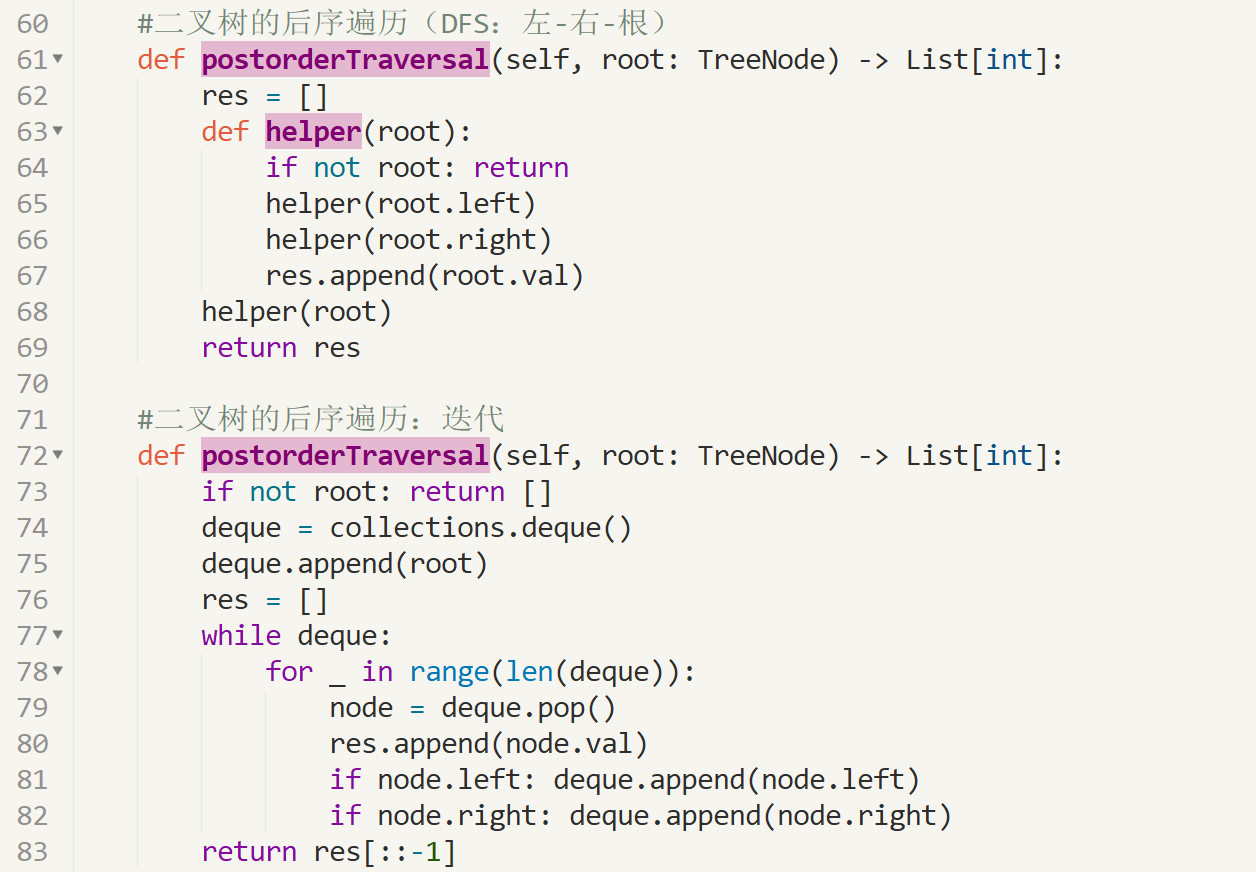 60 #二叉树的后序遍历（DFS：左-右-根）
61 def postorderTraversal(self, root: TreeNode) -> List[int]:
62 res = []
63 def helper(root):
64 if not root: return
65 helper(root.left)
66 helper(root.right)
67 res.append(root.val)
68 helper(root)
69 return res
70
71 #二叉树的后序遍历：迭代
72 def postorderTraversal(self, root: TreeNode) -> List[int]:
73 if not root: return []
74 deque = collections.deque()
75 deque.append(root)
76 res = []
77 while deque:
78 for _ in range(len(deque)):
79 node = deque.pop()
80 res.append(node.val)
81 if node.left: deque.append(node.left)
82 if node.right: deque.append(node.right)
83 return res[::-1]